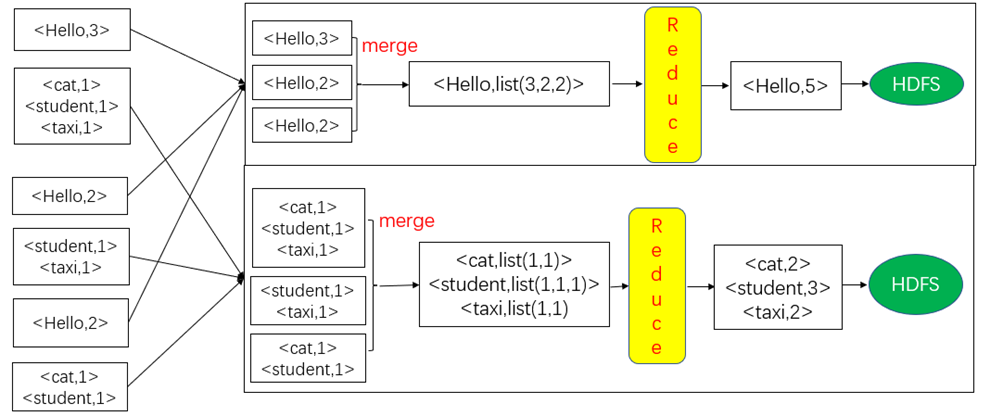 <Hello,3>
<cat,1>
<student,1>
<taxi,1>
<Hello,2>
<student,1>
<taxi,1>
<Hello,2>
<cat,1>
<student,1>
<Hello,3>
<Hello,2>
<Hello,2>
merge
<Hello,list(3,2,2)>
Reduce
<Hello,5>
HDFS
<cat,1>
<student,1>
<taxi,1>
<student,1>
<taxi,1>
<cat,1>
<student,1>
merge
<cat,list(1,1)>
<student,list(1,1,1)>
<taxi,list(1,1)
Reduce
<cat,2>
<student,3>
<taxi,2>
HDFS